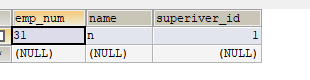 emp_num name superiver_id
31 n 1
(NULL) (NULL) (NULL)